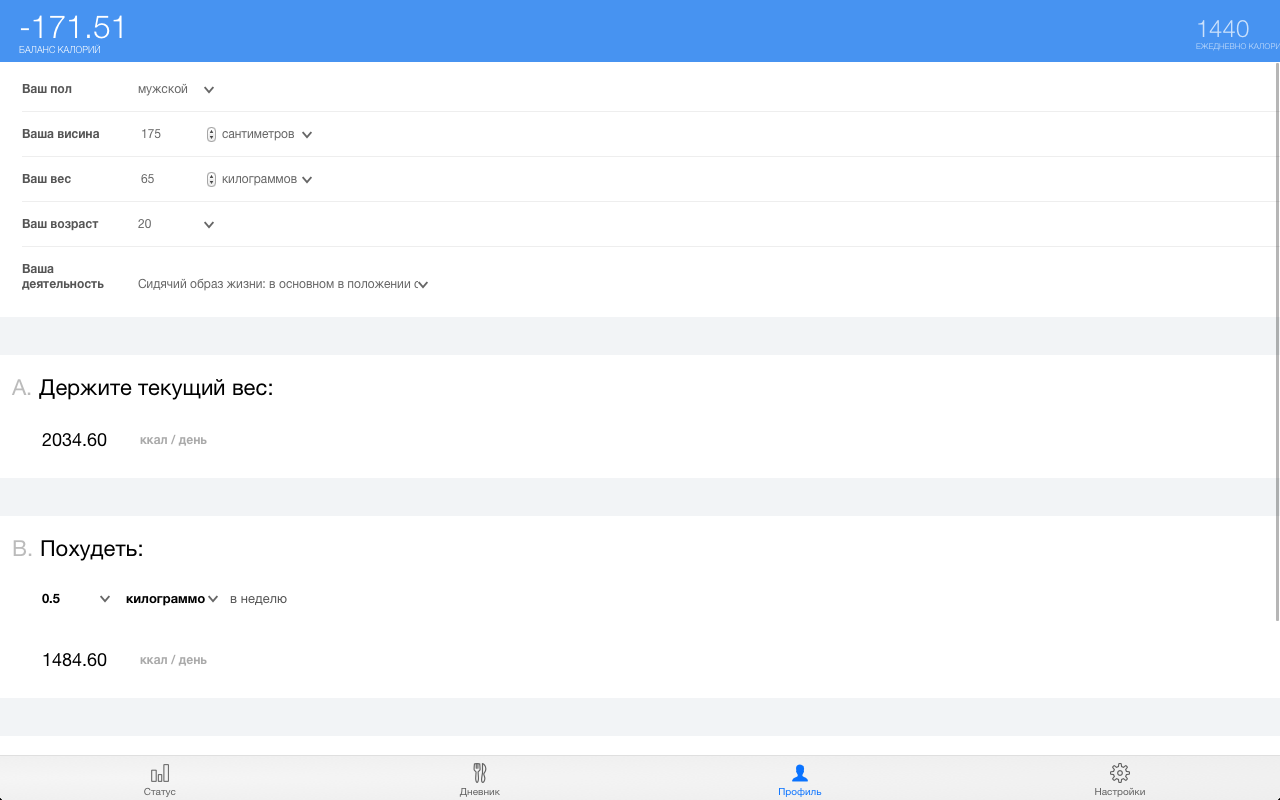 -171.51
БАЛАНС КАЛОРИЙ
1440
ЕЖЕДНЕВНО КАЛОРИ
Ваш пол мужской
Ваша висина 175 сантиметров
Ваш вес 65 килограммов
Ваш возраст 20
Ваша
деятельность Сидячий образ жизни: в основном в положении с
A. Держите текущий вес:
2034.60 ккал / день
B. Похудеть:
0.5 килограммо в неделю
1484.60 ккал / день
Статус Дневник Профиль Настройки